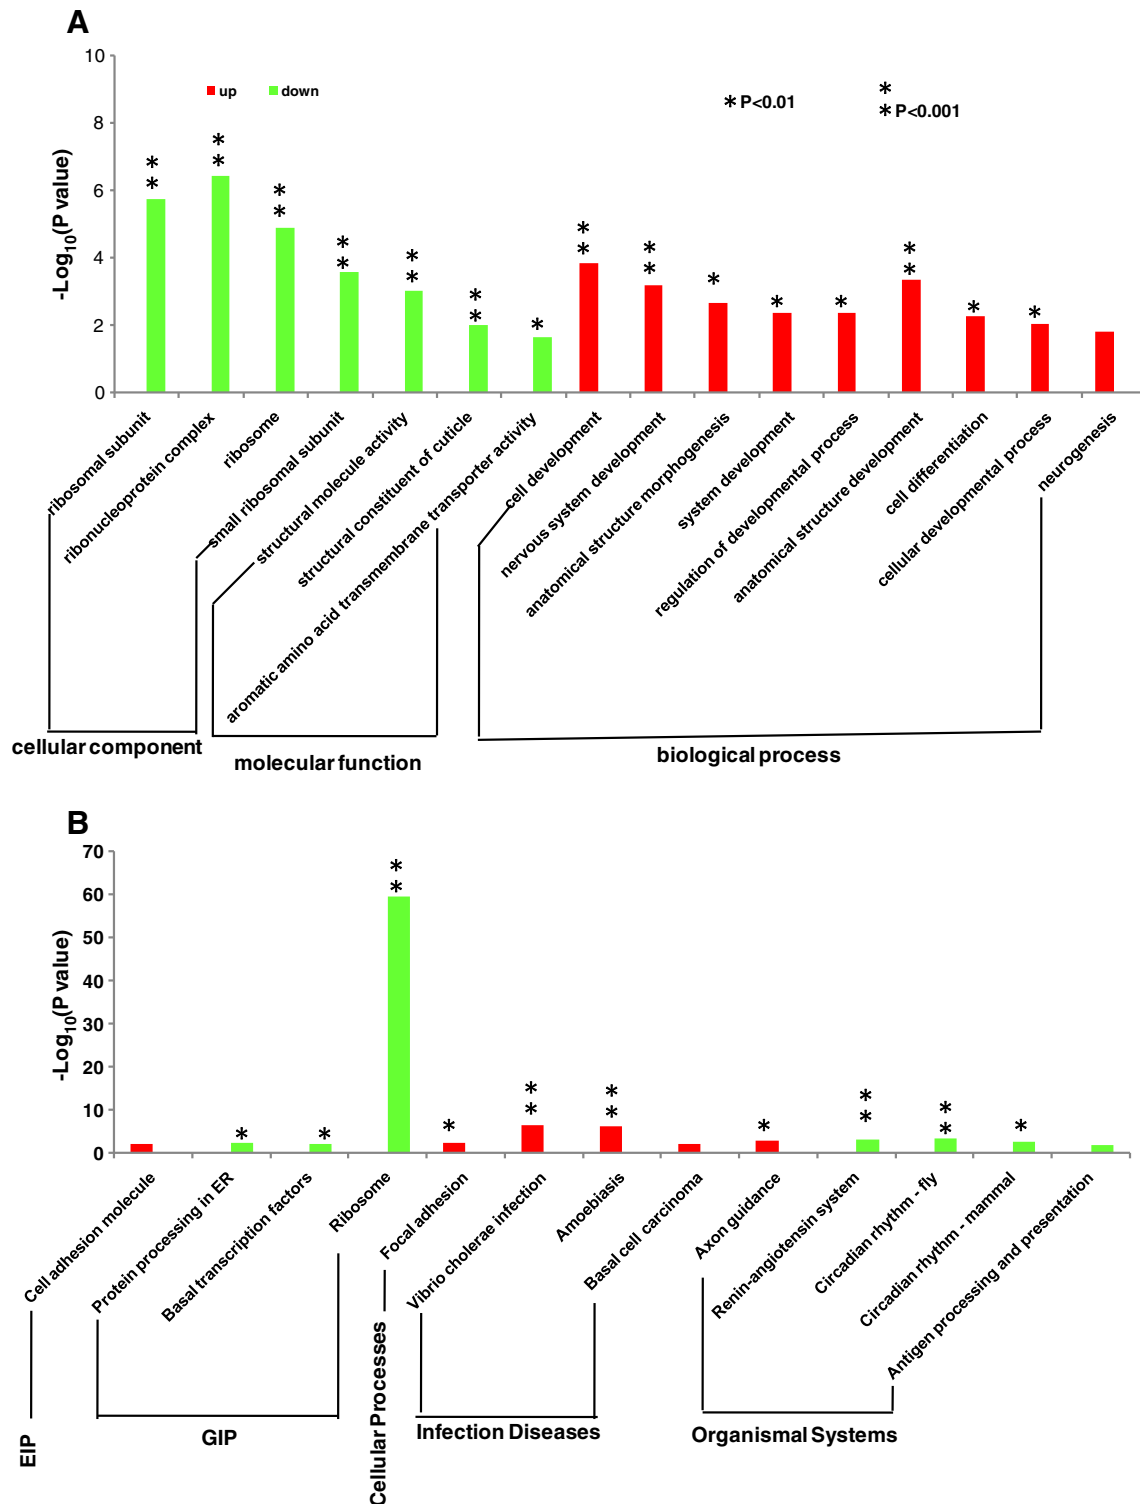 A
10
8
6
4
2
0
-Log10(P value)
up
down
* P<0.01
*
* P<0.001
* *
* *
* *
* *
* *
* *
*
* *
* *
*
*
*
* *
*
*
ribosomal subunit
ribonucleoprotein complex
ribosome
small ribosomal subunit
structural molecule activity
structural constituent of cuticle
aromatic amino acid transmembrane transporter activity
cell development
nervous system development
anatomical structure morphogenesis
system development
regulation of developmental process
anatomical structure development
cell differentiation
cellular developmental process
neurogenesis
cellular component
molecular function
biological process
B
70
60
50
40
30
20
10
0
-Log10(P value)
*
*
* *
*
* *
* *
*
* *
* *
*
Cell adhesion molecule
Protein processing in ER
Basal transcription factors
Ribosome
Focal adhesion
Vibrio cholerae infection
Amoebiasis
Basal cell carcinoma
Axon guidance
Renin-angiotensin system
Circadian rhythm - fly
Circadian rhythm - mammal
Antigen processing and presentation
EIP
GIP
Cellular Processes
Infection Diseases
Organismal Systems